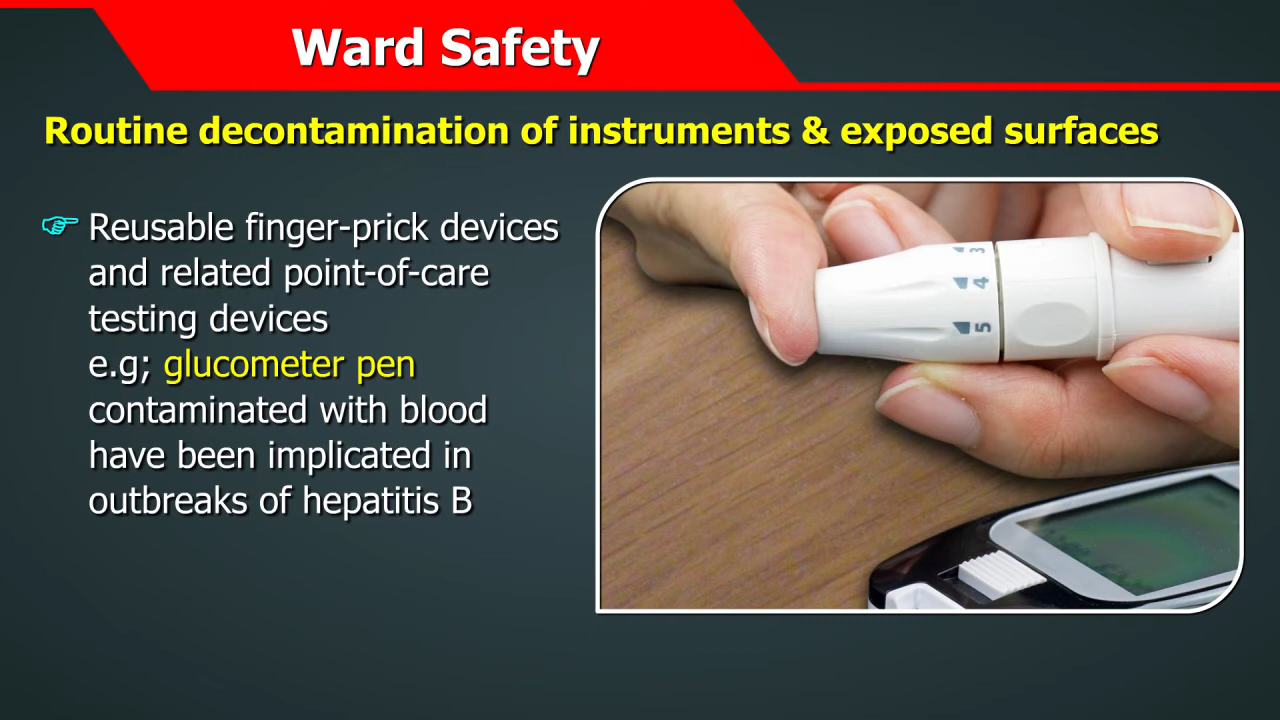 Ward Safety
Routine decontamination of instruments & exposed surfaces
Reusable finger-prick devices
and related point-of-care
testing devices
e.g; glucometer pen
contaminated with blood
have been implicated in
outbreaks of hepatitis B
3
4
5